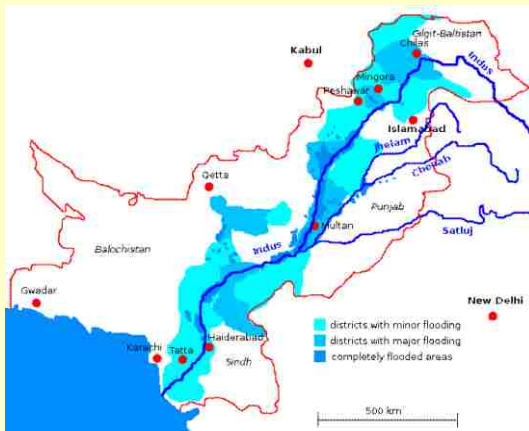 Gilgit-Baltistan
Chilas
Kabul
Indus
Mingora
Peshawar
Islamabad
Jhelam
Chenab
Qetta
Punjab
Multan
Satluj
Balochistan
Indus
Gwadar
New Delhi
districts with minor flooding
districts with major flooding
completely flooded areas
Haiderabad
Karachi
Tatta
Sindh
500 km